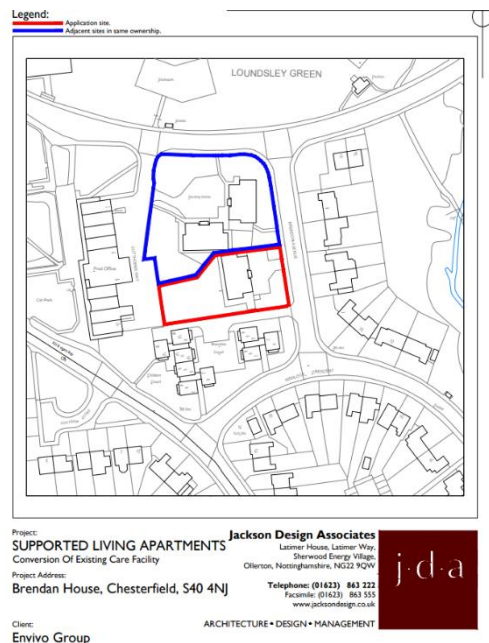 Legend:
Application site.
Adjacent sites in same ownership.
LOUNDSLEY GREEN
Post Office
Car Park
Project:
SUPPORTED LIVING APARTMENTS
Conversion Of Existing Care Facility
Project Address:
Brendan House, Chesterfield, S40 4NJ
Client:
Envivo Group
Jackson Design Associates
Latimer House, Latimer Way,
Sherwood Energy Village,
Ollerton, Nottinghamshire, NG22 9QW
Telephone: (01623) 863 222
Facsimile: (01623) 863 555
www.jacksondesign.co.uk
ARCHITECTURE • DESIGN • MANAGEMENT
j·d·a